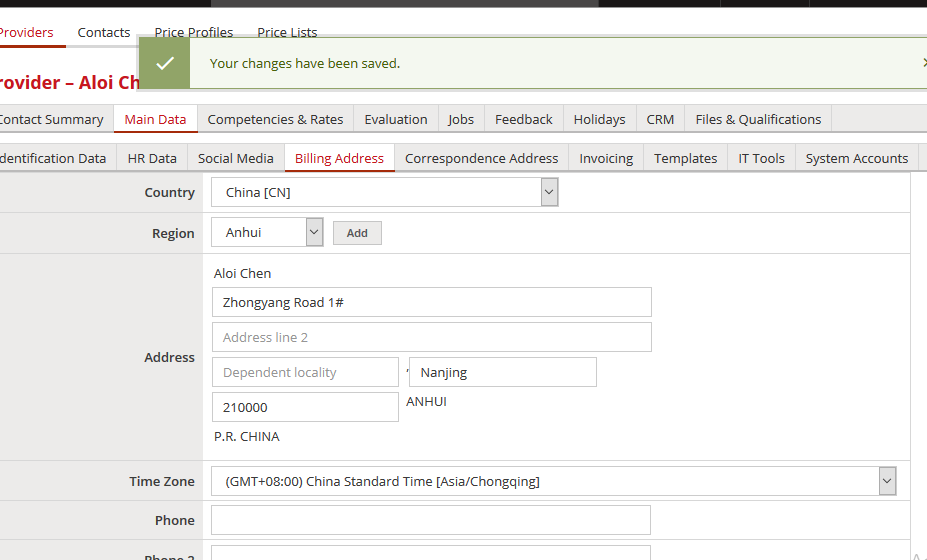 Providers Contacts Price Profiles Price Lists
Your changes have been saved.
rovider – Aloi Ch
Contact Summary Main Data Competencies & Rates Evaluation Jobs Feedback Holidays CRM Files & Qualifications
dentification Data HR Data Social Media Billing Address Correspondence Address Invoicing Templates IT Tools System Accounts
Country China [CN]
Region Anhui Add
Aloi Chen
Zhongyang Road 1#
Address line 2
Address
Dependent locality , Nanjing
210000 ANHUI
P.R. CHINA
Time Zone (GMT+08:00) China Standard Time [Asia/Chongqing]
Phone
Phone 2